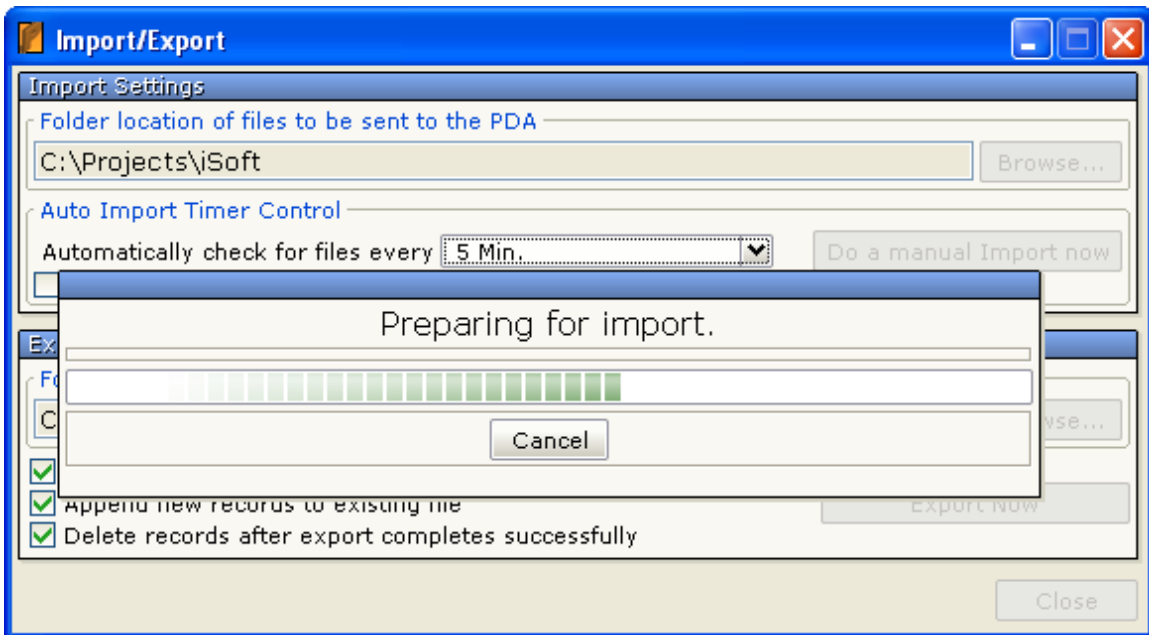 Import/Export
Import Settings
Folder location of files to be sent to the PDA
C:\Projects\iSoft
Browse...
Auto Import Timer Control
Automatically check for files every
5 Min.
Do a manual Import now
Preparing for import.
Cancel
Append new records to existing file
Export Now
Delete records after export completes successfully
Close